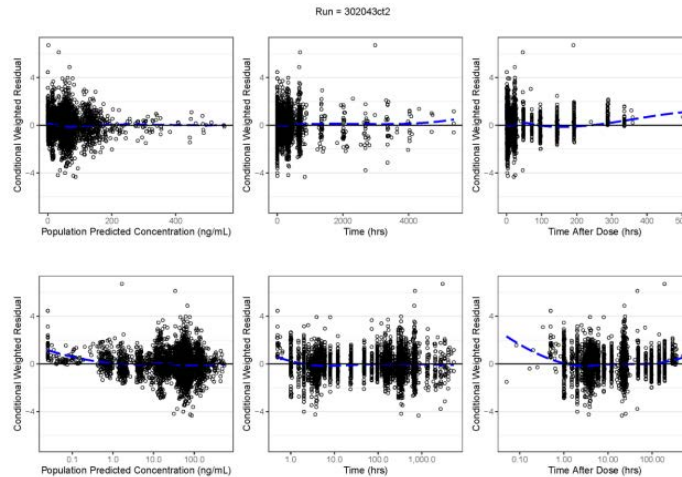 Run = 302043ct2
Conditional Weighted Residual
4
0
−4
0 200 400
Population Predicted Concentration (ng/mL)
Conditional Weighted Residual
4
0
−4
0 2000 4000
Time (hrs)
Conditional Weighted Residual
4
0
−4
0 100 200 300 400 500
Time After Dose (hrs)
Conditional Weighted Residual
4
0
−4
0.1 1.0 10.0 100.0
Population Predicted Concentration (ng/mL)
Conditional Weighted Residual
4
0
−4
1.0 10.0 100.0 1,000.0
Time (hrs)
Conditional Weighted Residual
4
0
−4
0.10 1.00 10.00 100.00
Time After Dose (hrs)